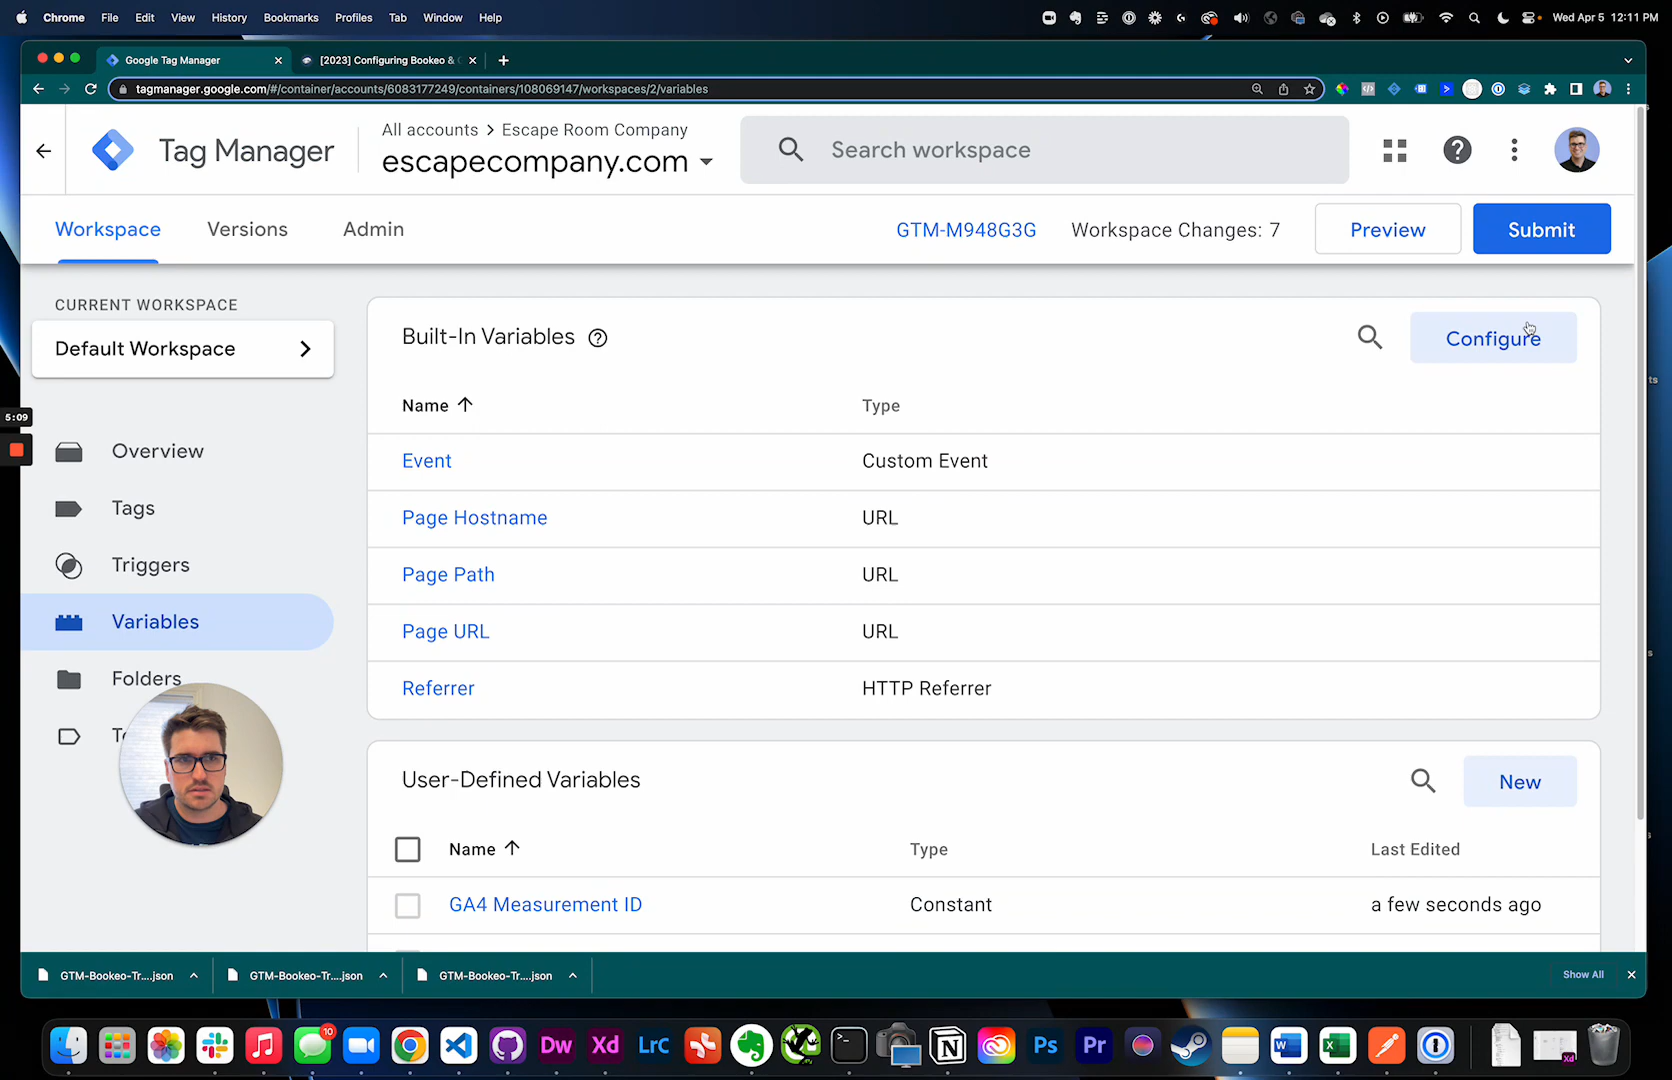 Chrome File Edit View History Bookmarks Profiles Tab Window Help Wed Apr 5 12:11 PM
Google Tag Manager [2023] Configuring Bookeo &
tagmanager.google.com/#/container/accounts/6083177249/containers/108069147/workspaces/2/variables
Tag Manager
All accounts > Escape Room Company
escapecompany.com
Search workspace
Workspace Versions Admin GTM-M948G3G Workspace Changes: 7 Preview Submit
CURRENT WORKSPACE
Default Workspace
Overview
Tags
Triggers
Variables
Folders
5:09
Built-In Variables Configure
Name Type
Event Custom Event
Page Hostname URL
Page Path URL
Page URL URL
Referrer HTTP Referrer
User-Defined Variables New
Name Type Last Edited
GA4 Measurement ID Constant a few seconds ago
GTM-Bookeo-Tr....json GTM-Bookeo-Tr....json GTM-Bookeo-Tr....json Show All
10
Dw Xd LrC Ps Pr